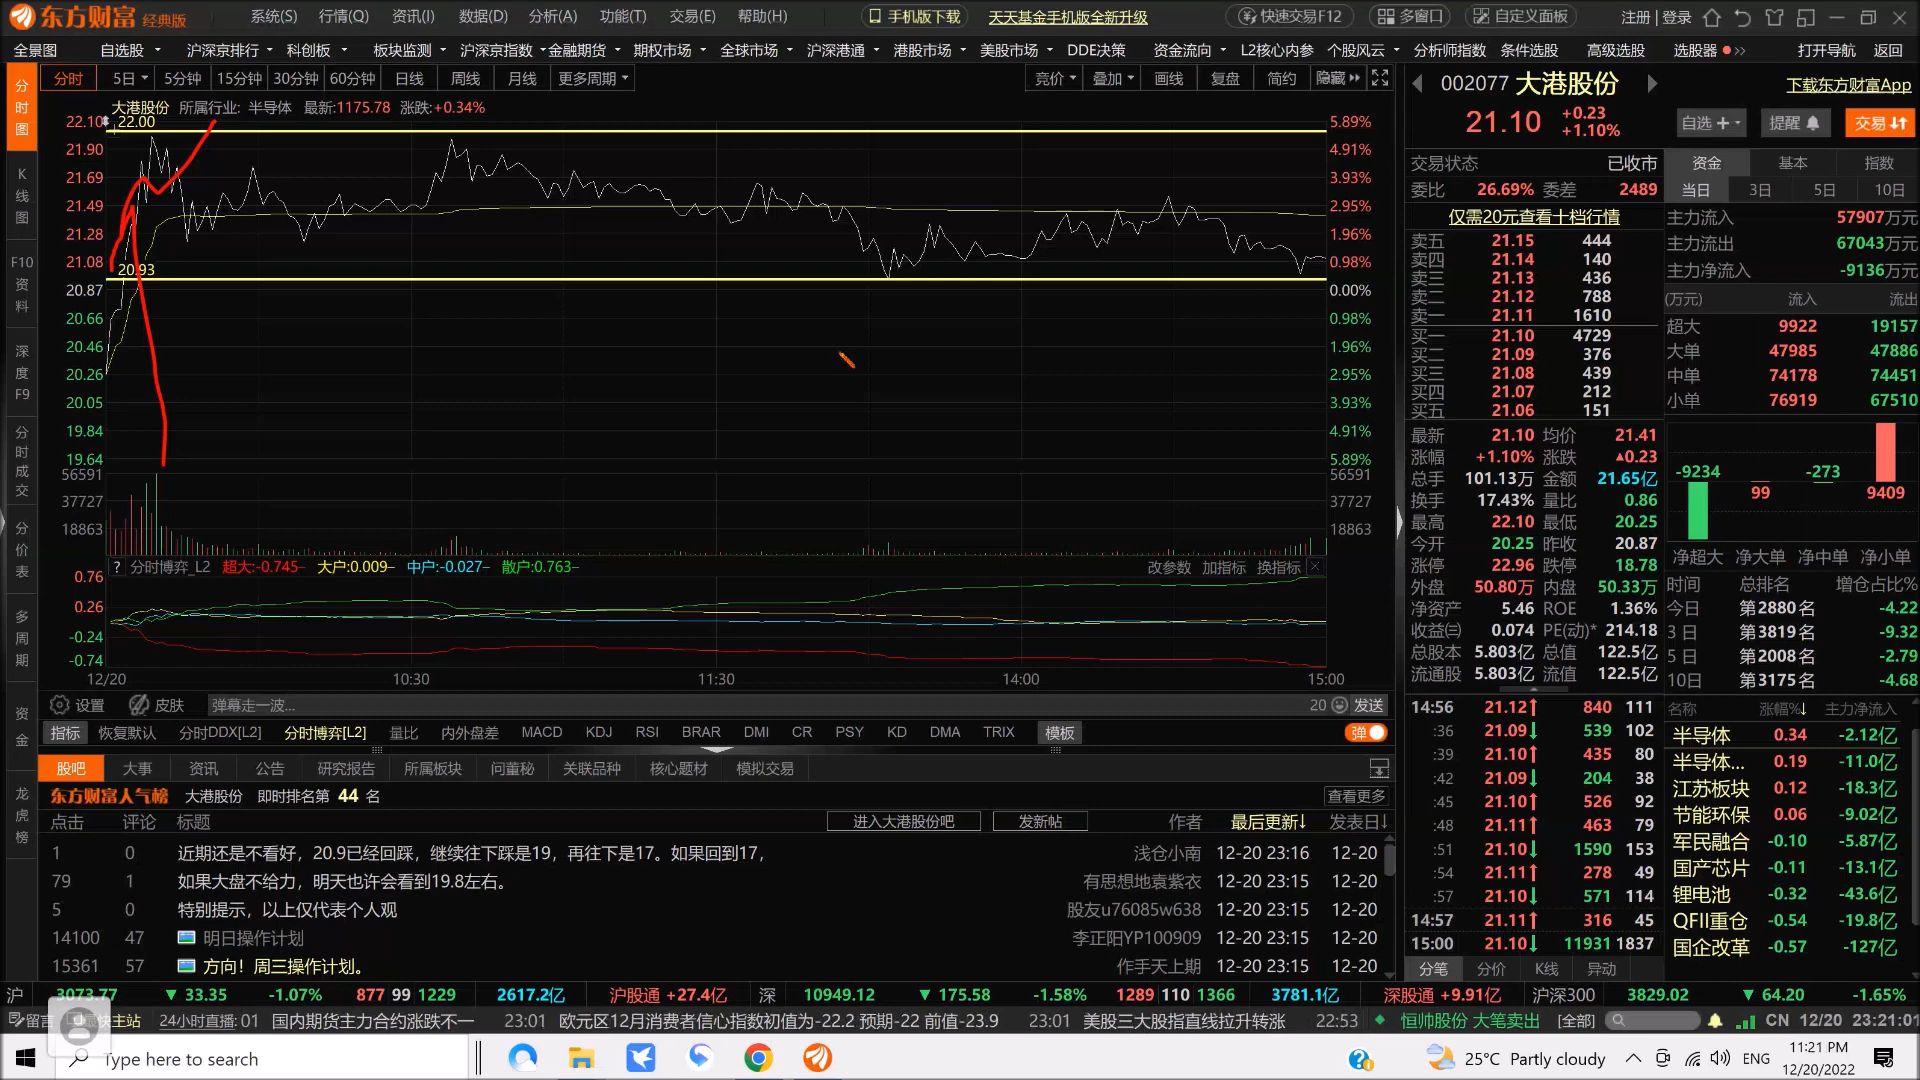 东方财富 经典版 系统(S) 行情(Q) 资讯(I) 数据(D) 分析(A) 功能(T) 交易(E) 帮助(H) 手机版下载 天天基金手机版全新升级 快速交易F12 多窗口 自定义面板 注册 | 登录
全景图 自选股 沪深京排行 科创板 板块监测 沪深京指数 金融期货 期权市场 全球市场 沪深港通 港股市场 美股市场 DDE决策 资金流向 L2核心内参 个股风云 分析师指数 条件选股 高级选股 选股器 打开导航 返回
分时 5日 5分钟 15分钟 30分钟 60分钟 日线 周线 月线 更多周期 竞价 叠加 画线 复盘 简约 隐藏
分时图
K线图
F10资料
深度F9
分时成交
分价表
多周期
资金
龙虎榜
大港股份 所属行业: 半导体 最新:1175.78 涨跌:+0.34%
22.10 22.00 5.89%
21.90 4.91%
21.69 3.93%
21.49 2.95%
21.28 1.96%
21.08 20.93 0.98%
20.87 0.00%
20.66 0.98%
20.46 1.96%
20.26 2.95%
20.05 3.93%
19.84 4.91%
19.64 5.89%
56591 56591
37727 37727
18863 18863
? 分时博弈_L2 超大:-0.745– 大户:0.009– 中户:-0.027– 散户:0.763– 改参数 加指标 换指标
0.76
0.26
-0.24
-0.74
12/20 10:30 11:30 14:00 15:00
设置 皮肤 弹幕走一波... 20 发送
指标 恢复默认 分时DDX[L2] 分时博弈[L2] 量比 内外盘差 MACD KDJ RSI BRAR DMI CR PSY KD DMA TRIX 模板 弹
股吧 大事 资讯 公告 研究报告 所属板块 问董秘 关联品种 核心题材 模拟交易
东方财富人气榜 大港股份 即时排名第 44 名 查看更多
点击 评论 标题 进入大港股份吧 发新帖 作者 最后更新↓ 发表日↓
1 0 近期还是不看好，20.9已经回踩，继续往下踩是19，再往下是17。如果回到17， 浅仓小南 12-20 23:16 12-20
79 1 如果大盘不给力，明天也许会看到19.8左右。 有思想地袁紫衣 12-20 23:15 12-20
5 0 特别提示，以上仅代表个人观 股友u76085w638 12-20 23:15 12-20
14100 47 明日操作计划 李正阳YP100909 12-20 23:15 12-20
15361 57 方向！周三操作计划。 作手天上期 12-20 23:15 12-20
002077 大港股份 下载东方财富App
21.10 +0.23 +1.10% 自选 + 提醒 交易
交易状态 已收市
委比 26.69% 委差 2489
仅需20元查看十档行情
卖五 21.15 444
卖四 21.14 140
卖三 21.13 436
卖二 21.12 788
卖一 21.11 1610
买一 21.10 4729
买二 21.09 376
买三 21.08 439
买四 21.07 212
买五 21.06 151
最新 21.10 均价 21.41
涨幅 +1.10% 涨跌 ▲0.23
总手 101.13万 金额 21.65亿
换手 17.43% 量比 0.86
最高 22.10 最低 20.25
今开 20.25 昨收 20.87
涨停 22.96 跌停 18.78
外盘 50.80万 内盘 50.33万
净资产 5.46 ROE 1.36%
收益㈢ 0.074 PE(动)* 214.18
总股本 5.803亿 总值 122.5亿
流通股 5.803亿 流值 122.5亿
14:56 21.12↑ 840 111
:36 21.09↓ 539 102
:39 21.10↑ 435 80
:42 21.09↓ 204 38
:45 21.10↑ 526 92
:48 21.11↑ 463 79
:51 21.10↓ 1590 153
:54 21.11↑ 278 49
:57 21.10↓ 571 114
14:57 21.11↑ 316 45
15:00 21.10↓ 11931 1837
分笔 分价 K线 异动
资金 基本 指数
当日 3日 5日 10日
主力流入 57907万元
主力流出 67043万元
主力净流入 -9136万元
(万元) 流入 流出
超大 9922 19157
大单 47985 47886
中单 74178 74451
小单 76919 67510
-9234 99 -273 9409
净超大 净大单 净中单 净小单
时间 总排名 增仓占比%
今日 第2880名 -4.22
3 日 第3819名 -9.32
5 日 第2008名 -2.79
10日 第3175名 -4.68
名称 涨幅%↓ 主力净流入
半导体 0.34 -2.12亿
半导体... 0.19 -11.0亿
江苏板块 0.12 -18.3亿
节能环保 0.06 -9.02亿
军民融合 -0.10 -5.87亿
国产芯片 -0.11 -13.1亿
锂电池 -0.32 -43.6亿
QFII重仓 -0.54 -19.8亿
国企改革 -0.57 -127亿
沪 3073.77 ▼ 33.35 -1.07% 877 99 1229 2617.2亿 沪股通 +27.4亿 深 10949.12 ▼ 175.58 -1.58% 1289 110 1366 3781.1亿 深股通 +9.91亿 沪深300 3829.02 ▼ 64.20 -1.65%
留言 主站 24小时直播: 01 国内期货主力合约涨跌不一 23:01 欧元区12月消费者信心指数初值为-22.2 预期-22 前值-23.9 23:01 美股三大股指直线拉升转涨 22:53 恒帅股份 大笔卖出 [全部] CN 12/20 23:21:01
Type here to search 25°C Partly cloudy ENG 11:21 PM
12/20/2022